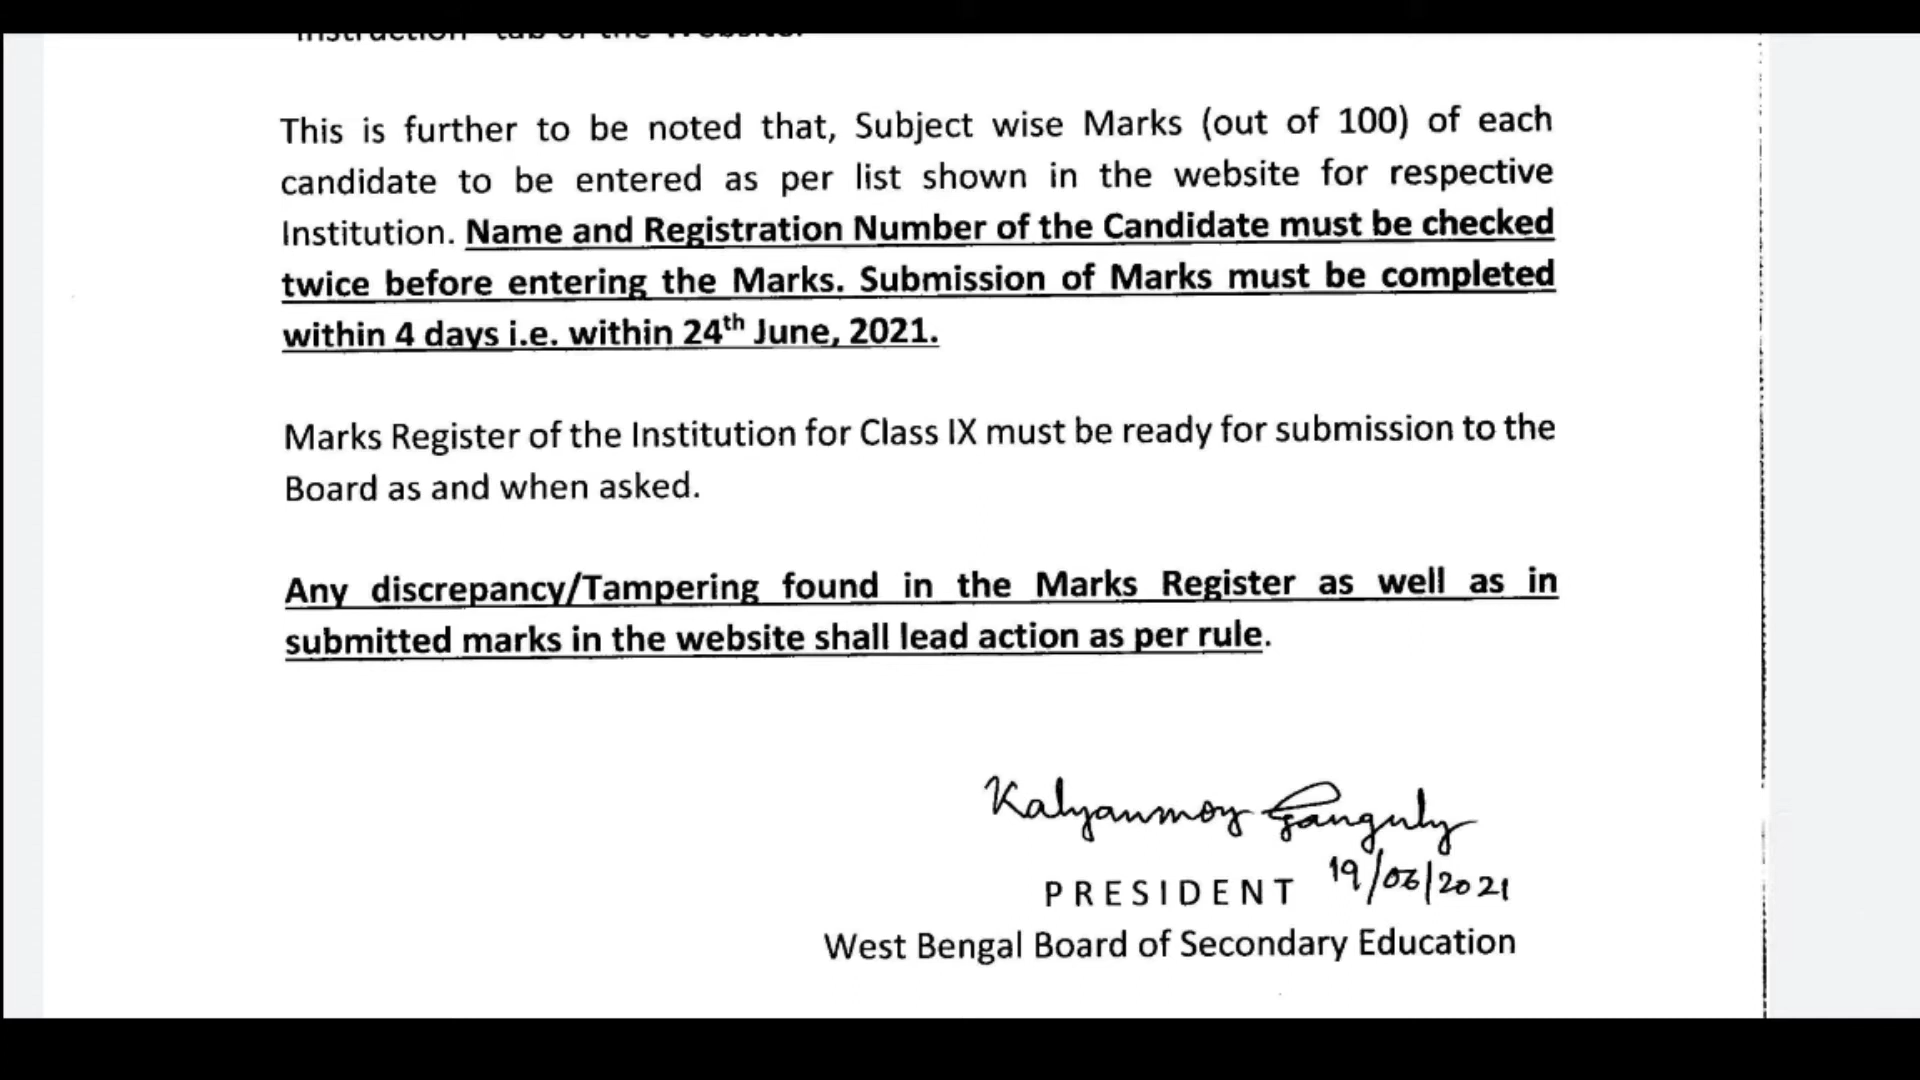 instruction" tab of the Website.
This is further to be noted that, Subject wise Marks (out of 100) of each
candidate to be entered as per list shown in the website for respective
Institution. Name and Registration Number of the Candidate must be checked
twice before entering the Marks. Submission of Marks must be completed
within 4 days i.e. within 24th June, 2021.
Marks Register of the Institution for Class IX must be ready for submission to the
Board as and when asked.
Any discrepancy/Tampering found in the Marks Register as well as in
submitted marks in the website shall lead action as per rule.
Kalyanmoy Ganguly
PRESIDENT 19/06/2021
West Bengal Board of Secondary Education